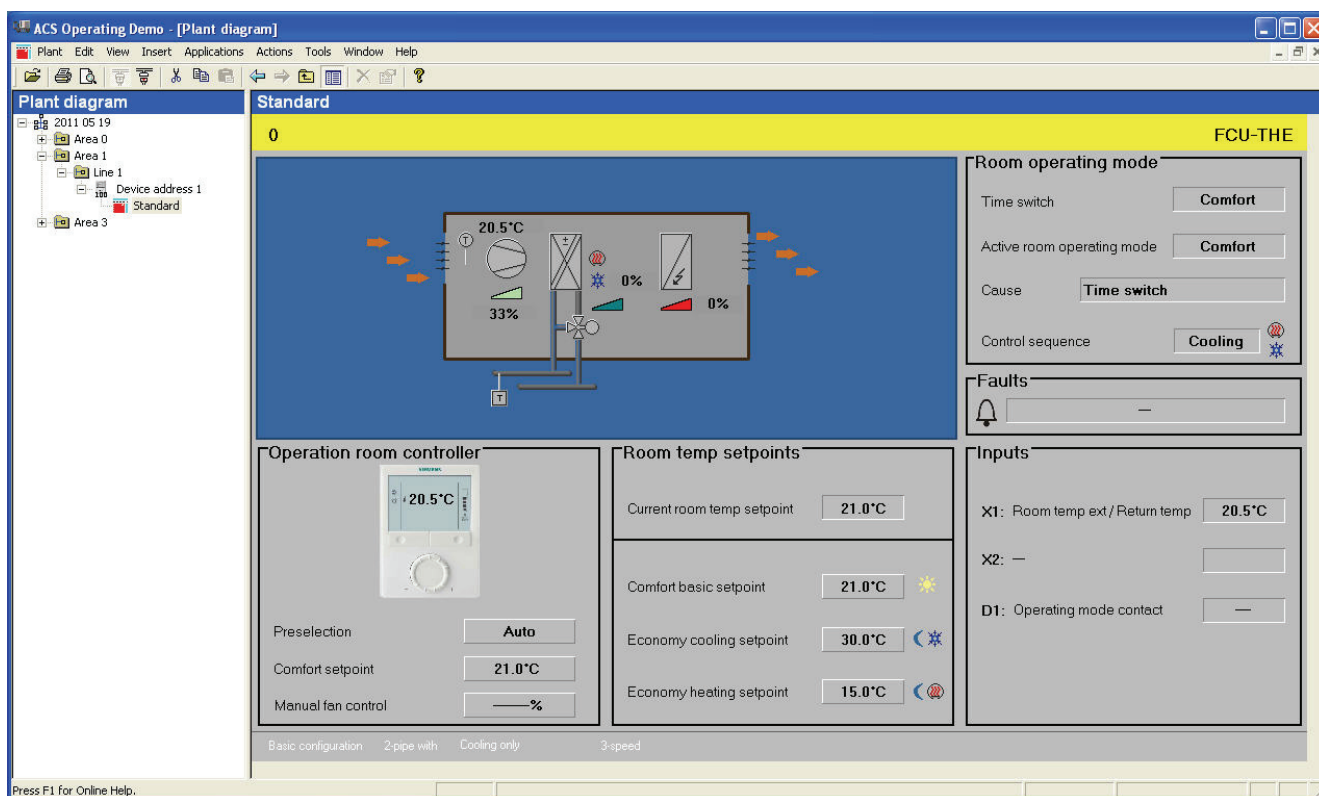 ACS Operating Demo - [Plant diagram]
Plant Edit View Insert Applications Actions Tools Window Help
Plant diagram
2011 05 19
Area 0
Area 1
Line 1
Device address 1
Standard
Area 3
Standard
0 FCU-THE
T
20.5°C
33%
0%
0%
T
Room operating mode
Time switch Comfort
Active room operating mode Comfort
Cause Time switch
Control sequence Cooling
Faults
—
Operation room controller
SIEMENS
20.5°C
Preselection Auto
Comfort setpoint 21.0°C
Manual fan control ——%
Room temp setpoints
Current room temp setpoint 21.0°C
Comfort basic setpoint 21.0°C
Economy cooling setpoint 30.0°C
Economy heating setpoint 15.0°C
Inputs
X1: Room temp ext / Return temp 20.5°C
X2: —
D1: Operating mode contact —
Basic configuration 2-pipe with Cooling only 3-speed
Press F1 for Online Help.